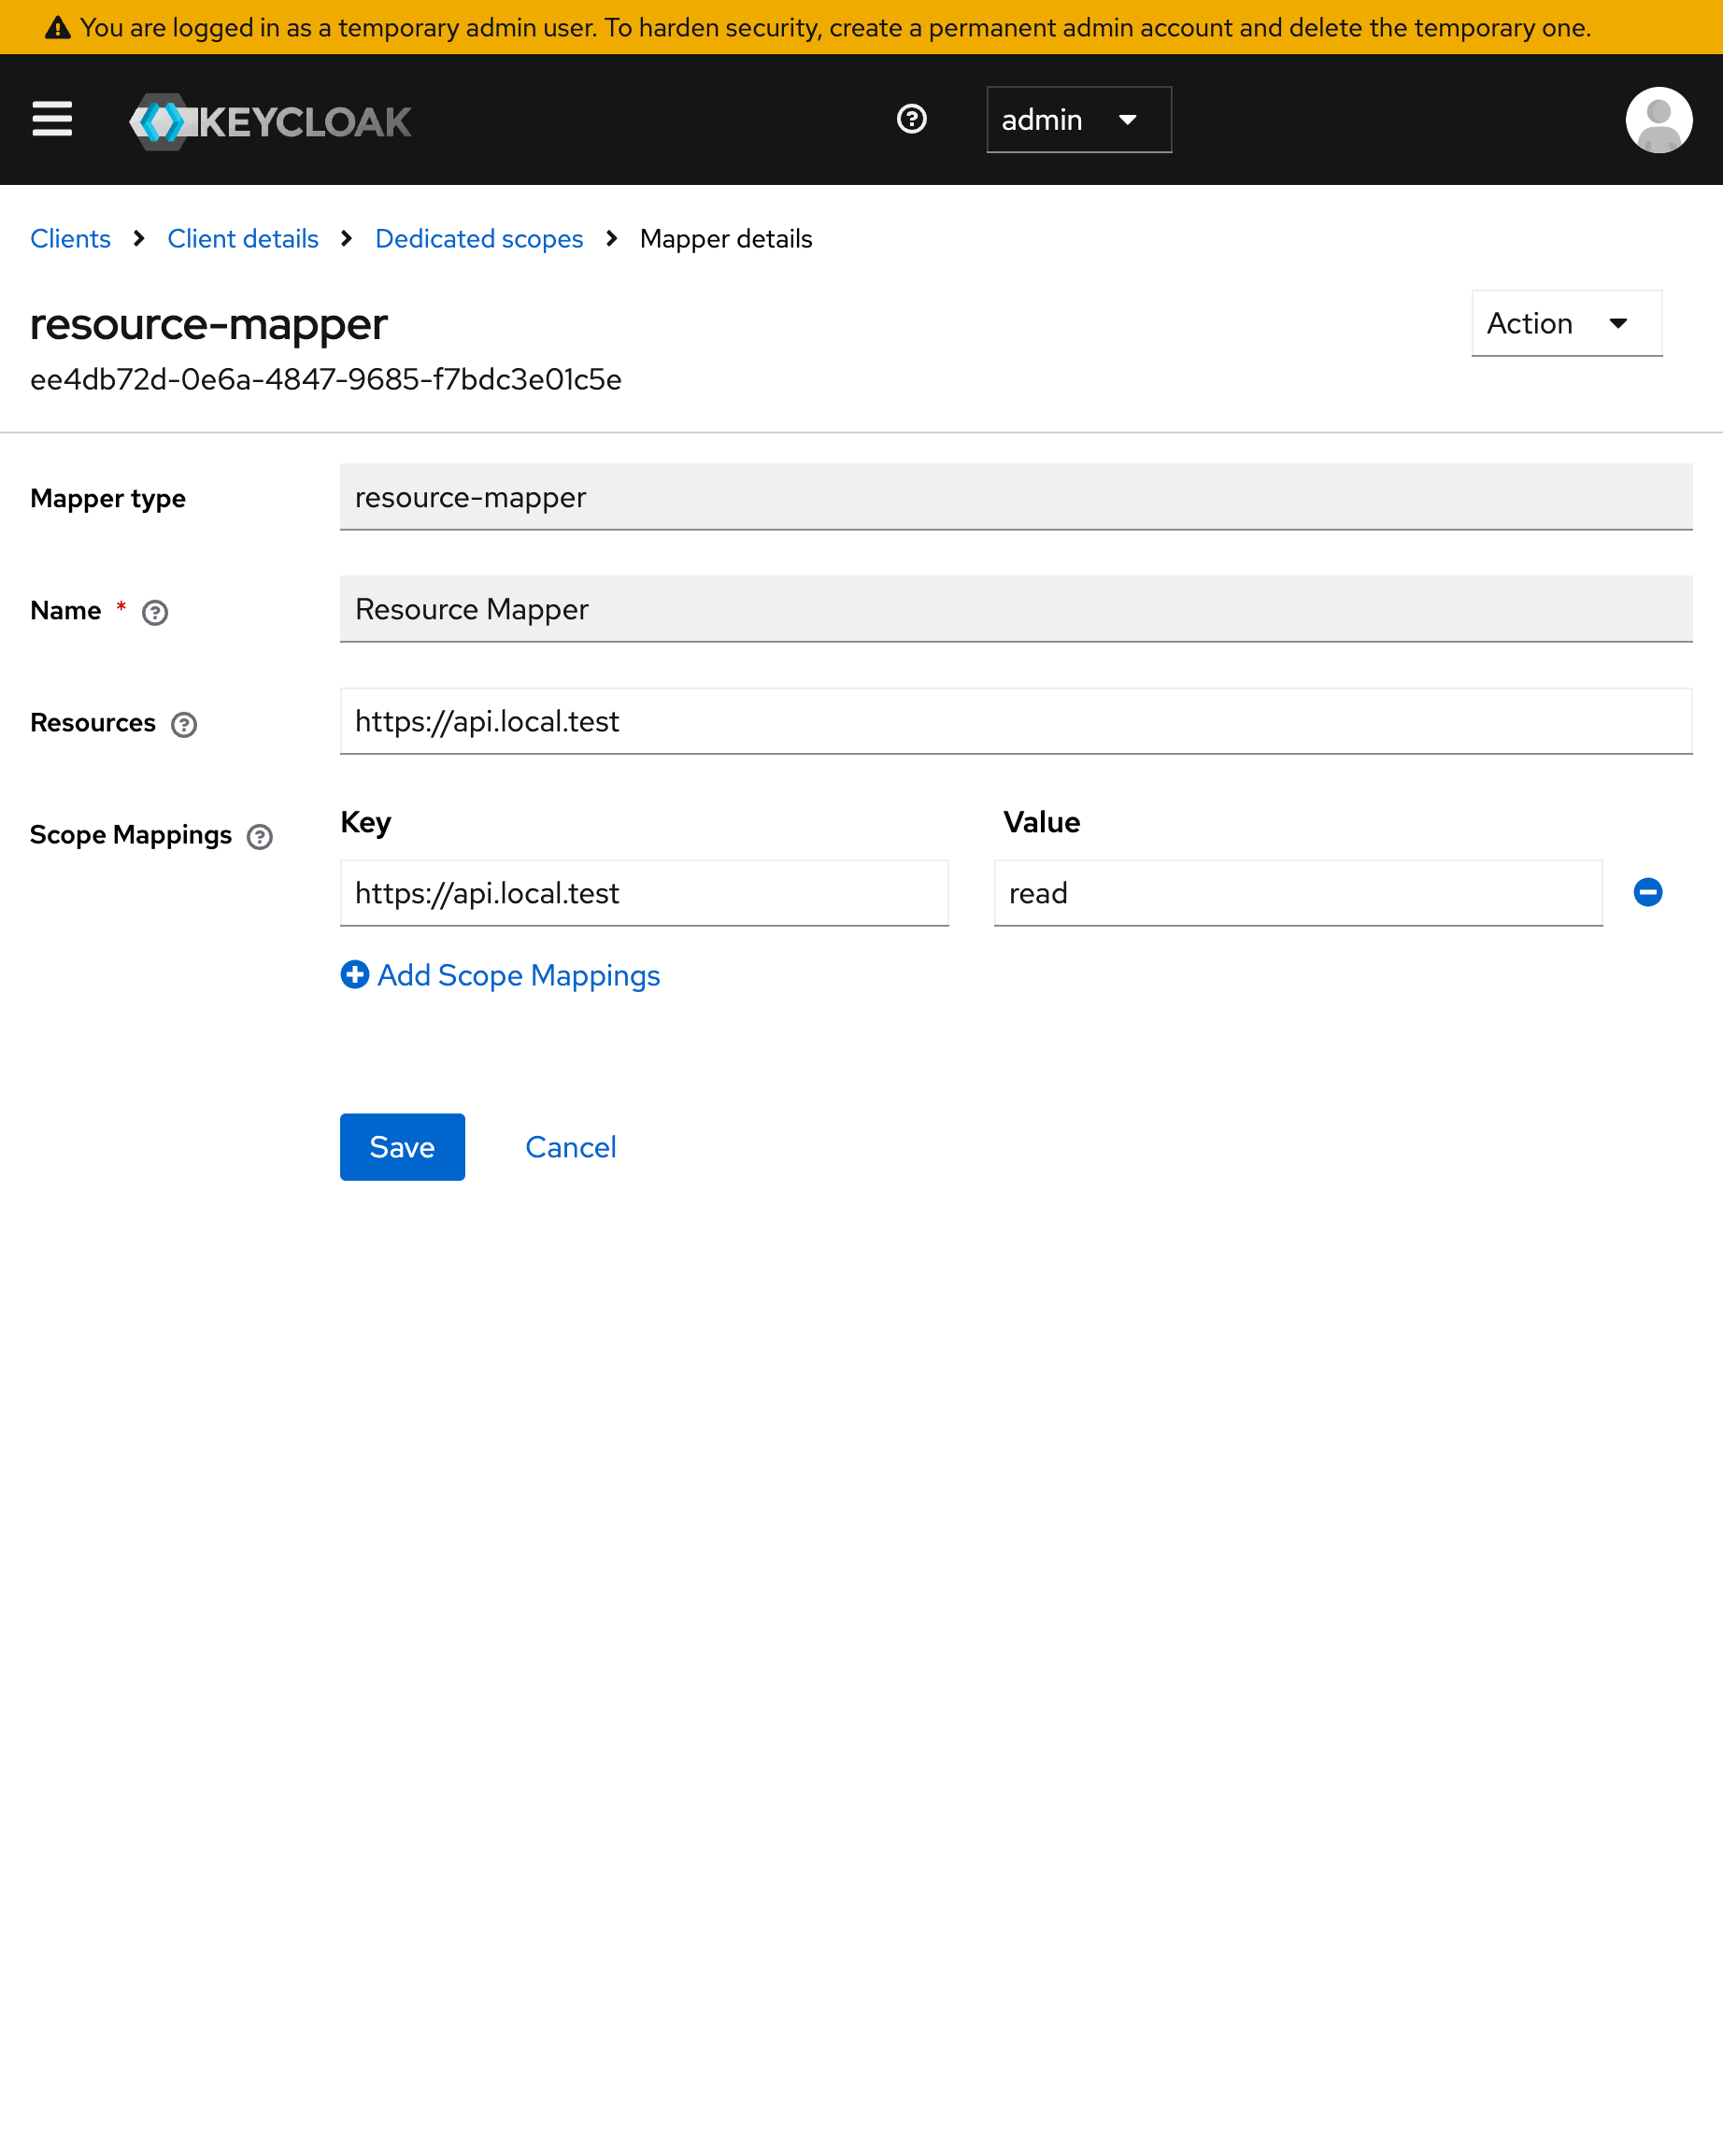 You are logged in as a temporary admin user. To harden security, create a permanent admin account and delete the temporary one.
KEYCLOAK
admin
Clients > Client details > Dedicated scopes > Mapper details
resource-mapper
Action
ee4db72d-0e6a-4847-9685-f7bdc3e01c5e
Mapper type
resource-mapper
Name *
Resource Mapper
Resources
https://api.local.test
Scope Mappings
Key
Value
https://api.local.test
read
Add Scope Mappings
Save
Cancel